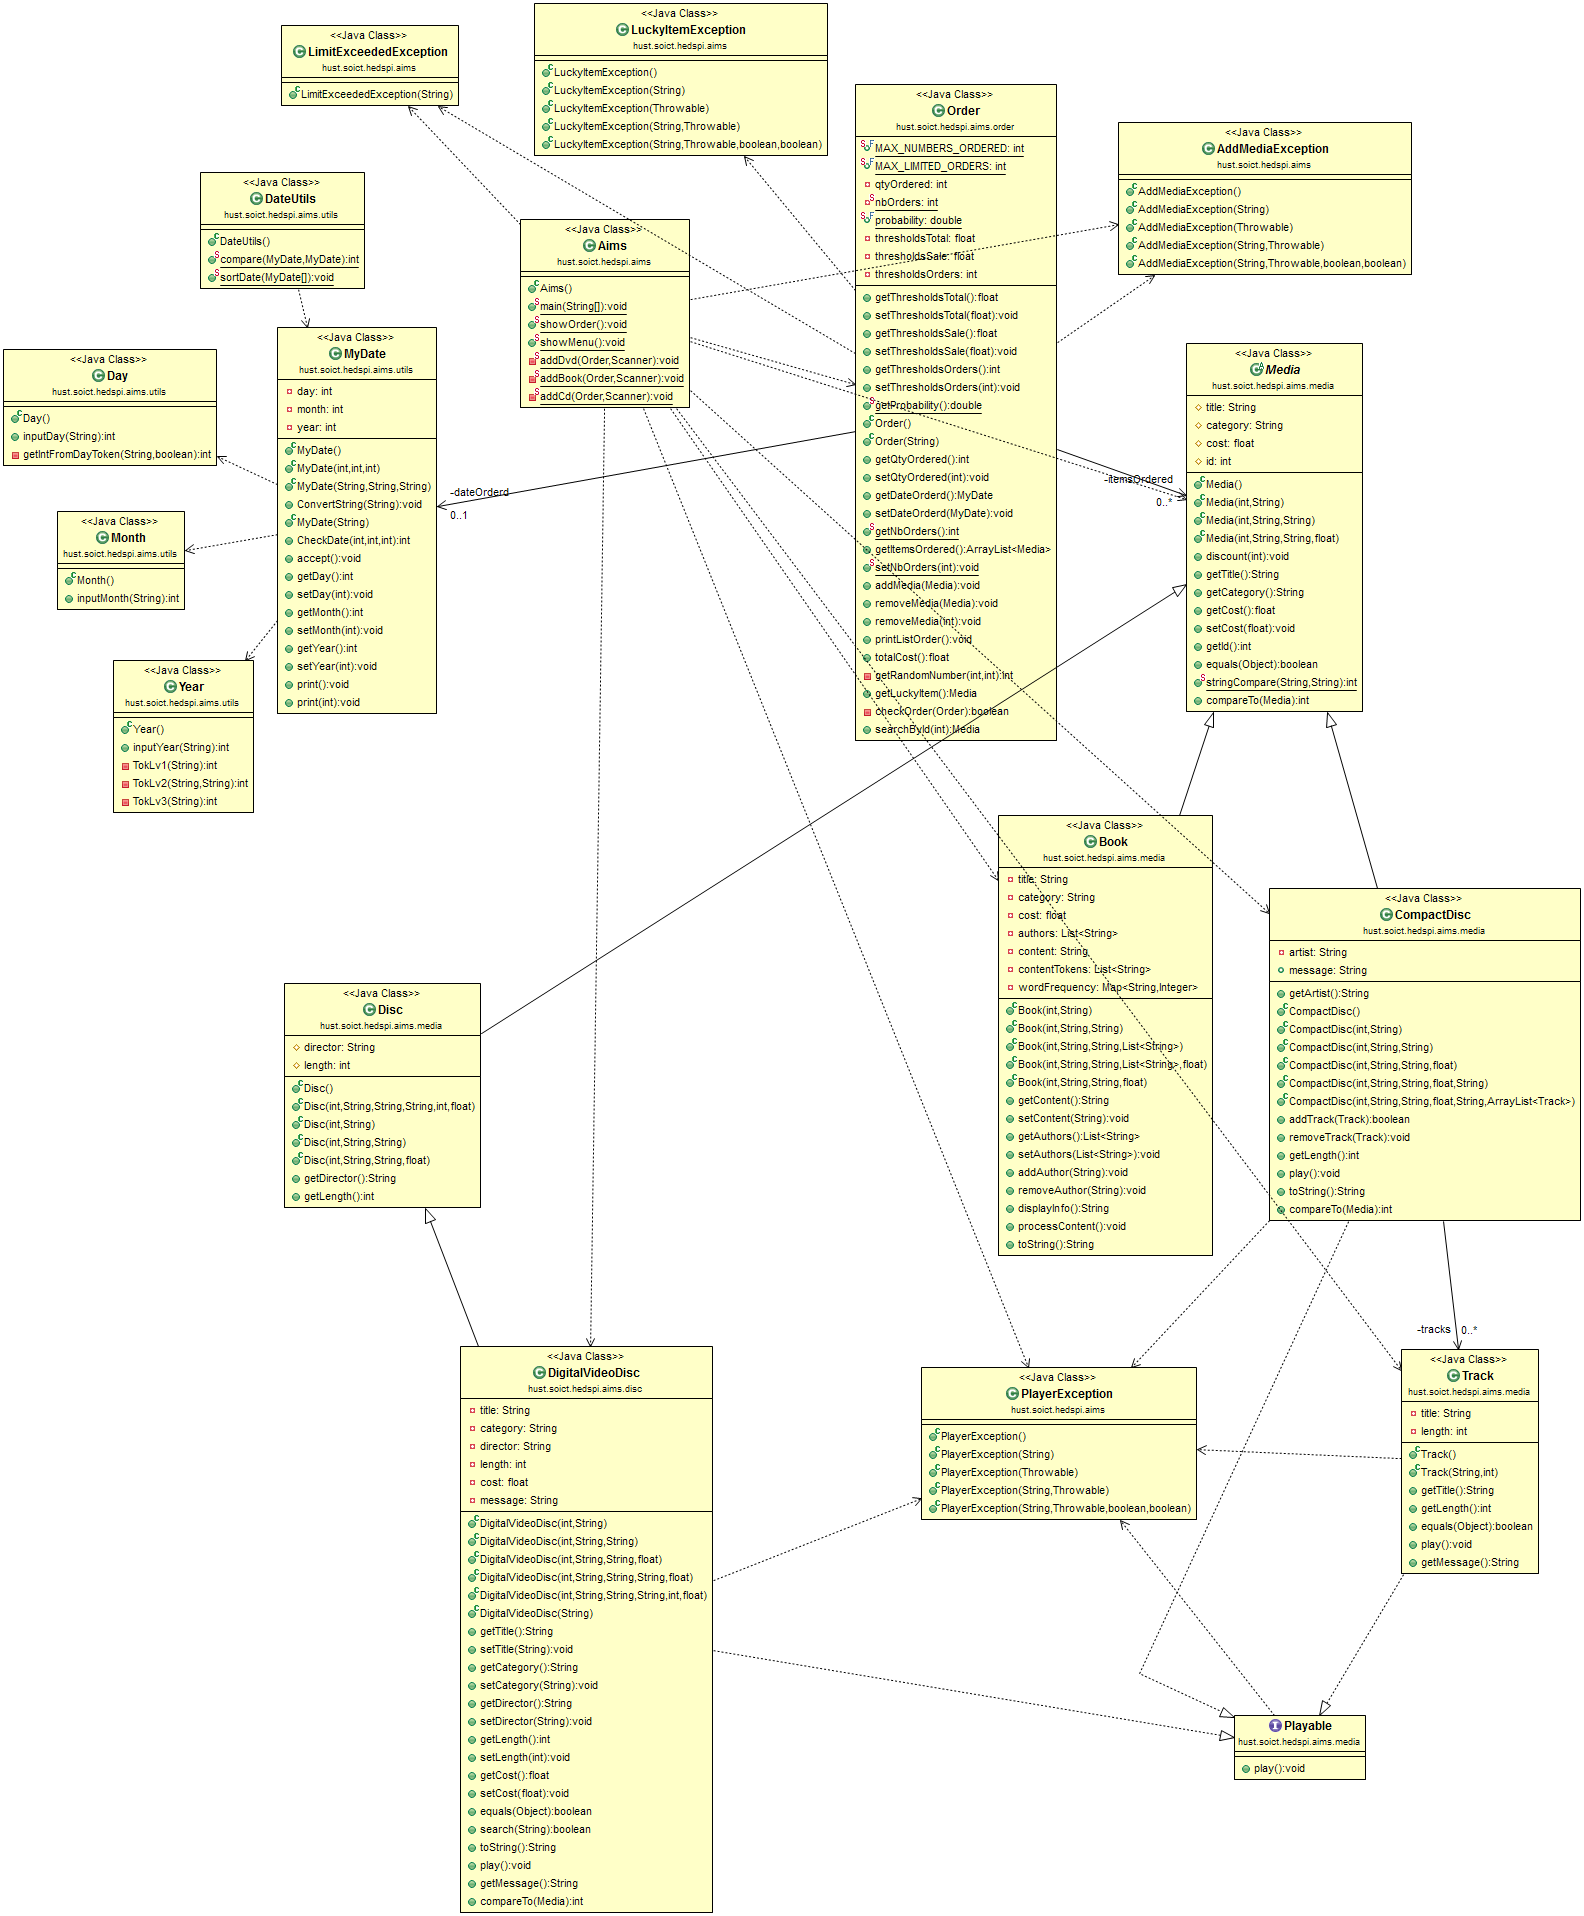 <<Java Class>>
LimitExceededException
hust.soict.hedspi.aims
LimitExceededException(String)
<<Java Class>>
LuckyItemException
hust.soict.hedspi.aims
LuckyItemException()
LuckyItemException(String)
LuckyItemException(Throwable)
LuckyItemException(String,Throwable)
LuckyItemException(String,Throwable,boolean,boolean)
<<Java Class>>
Order
hust.soict.hedspi.aims.order
MAX_NUMBERS_ORDERED: int
MAX_LIMITED_ORDERS: int
qtyOrdered: int
nbOrders: int
probability: double
thresholdsTotal: float
thresholdsSale: float
thresholdsOrders: int
getThresholdsTotal():float
setThresholdsTotal(float):void
getThresholdsSale():float
setThresholdsSale(float):void
getThresholdsOrders():int
setThresholdsOrders(int):void
getProbability():double
Order()
Order(String)
getQtyOrdered():int
setQtyOrdered(int):void
getDateOrderd():MyDate
setDateOrderd(MyDate):void
getNbOrders():int
getItemsOrdered():ArrayList<Media>
setNbOrders(int):void
addMedia(Media):void
removeMedia(Media):void
removeMedia(int):void
printListOrder():void
totalCost():float
getRandomNumber(int,int):int
getLuckyItem():Media
checkOrder(Order):boolean
searchById(int):Media
<<Java Class>>
AddMediaException
hust.soict.hedspi.aims
AddMediaException()
AddMediaException(String)
AddMediaException(Throwable)
AddMediaException(String,Throwable)
AddMediaException(String,Throwable,boolean,boolean)
<<Java Class>>
DateUtils
hust.soict.hedspi.aims.utils
DateUtils()
compare(MyDate,MyDate):int
sortDate(MyDate[]):void
<<Java Class>>
Aims
hust.soict.hedspi.aims
Aims()
main(String[]):void
showOrder():void
showMenu():void
addDvd(Order,Scanner):void
addBook(Order,Scanner):void
addCd(Order,Scanner):void
<<Java Class>>
MyDate
hust.soict.hedspi.aims.utils
day: int
month: int
year: int
MyDate()
MyDate(int,int,int)
MyDate(String,String,String)
ConvertString(String):void
MyDate(String)
CheckDate(int,int,int):int
accept():void
getDay():int
setDay(int):void
getMonth():int
setMonth(int):void
getYear():int
setYear(int):void
print():void
print(int):void
<<Java Class>>
Day
hust.soict.hedspi.aims.utils
Day()
inputDay(String):int
getIntFromDayToken(String,boolean):int
<<Java Class>>
Month
hust.soict.hedspi.aims.utils
Month()
inputMonth(String):int
<<Java Class>>
Year
hust.soict.hedspi.aims.utils
Year()
inputYear(String):int
TokLv1(String):int
TokLv2(String,String):int
TokLv3(String):int
-dateOrderd
0..1
-itemsOrdered
0..*
<<Java Class>>
Media
hust.soict.hedspi.aims.media
title: String
category: String
cost: float
id: int
Media()
Media(int,String)
Media(int,String,String)
Media(int,String,String,float)
discount(int):void
getTitle():String
getCategory():String
getCost():float
setCost(float):void
getId():int
equals(Object):boolean
stringCompare(String,String):int
compareTo(Media):int
<<Java Class>>
Book
hust.soict.hedspi.aims.media
title: String
category: String
cost: float
authors: List<String>
content: String
contentTokens: List<String>
wordFrequency: Map<String,Integer>
Book(int,String)
Book(int,String,String)
Book(int,String,String,List<String>)
Book(int,String,String,List<String>,float)
Book(int,String,String,float)
getContent():String
setContent(String):void
getAuthors():List<String>
setAuthors(List<String>):void
addAuthor(String):void
removeAuthor(String):void
displayInfo():String
processContent():void
toString():String
<<Java Class>>
CompactDisc
hust.soict.hedspi.aims.media
artist: String
message: String
getArtist():String
CompactDisc()
CompactDisc(int,String)
CompactDisc(int,String,String)
CompactDisc(int,String,String,float)
CompactDisc(int,String,String,float,String)
CompactDisc(int,String,String,float,String,ArrayList<Track>)
addTrack(Track):boolean
removeTrack(Track):void
getLength():int
play():void
toString():String
compareTo(Media):int
<<Java Class>>
Disc
hust.soict.hedspi.aims.media
director: String
length: int
Disc()
Disc(int,String,String,String,int,float)
Disc(int,String)
Disc(int,String,String)
Disc(int,String,String,float)
getDirector():String
getLength():int
-tracks
0..*
<<Java Class>>
DigitalVideoDisc
hust.soict.hedspi.aims.disc
title: String
category: String
director: String
length: int
cost: float
message: String
DigitalVideoDisc(int,String)
DigitalVideoDisc(int,String,String)
DigitalVideoDisc(int,String,String,float)
DigitalVideoDisc(int,String,String,String,float)
DigitalVideoDisc(int,String,String,String,int,float)
DigitalVideoDisc(String)
getTitle():String
setTitle(String):void
getCategory():String
setCategory(String):void
getDirector():String
setDirector(String):void
getLength():int
setLength(int):void
getCost():float
setCost(float):void
equals(Object):boolean
search(String):boolean
toString():String
play():void
getMessage():String
compareTo(Media):int
<<Java Class>>
PlayerException
hust.soict.hedspi.aims
PlayerException()
PlayerException(String)
PlayerException(Throwable)
PlayerException(String,Throwable)
PlayerException(String,Throwable,boolean,boolean)
<<Java Class>>
Track
hust.soict.hedspi.aims.media
title: String
length: int
Track()
Track(String,int)
getTitle():String
getLength():int
equals(Object):boolean
play():void
getMessage():String
Playable
hust.soict.hedspi.aims.media
play():void